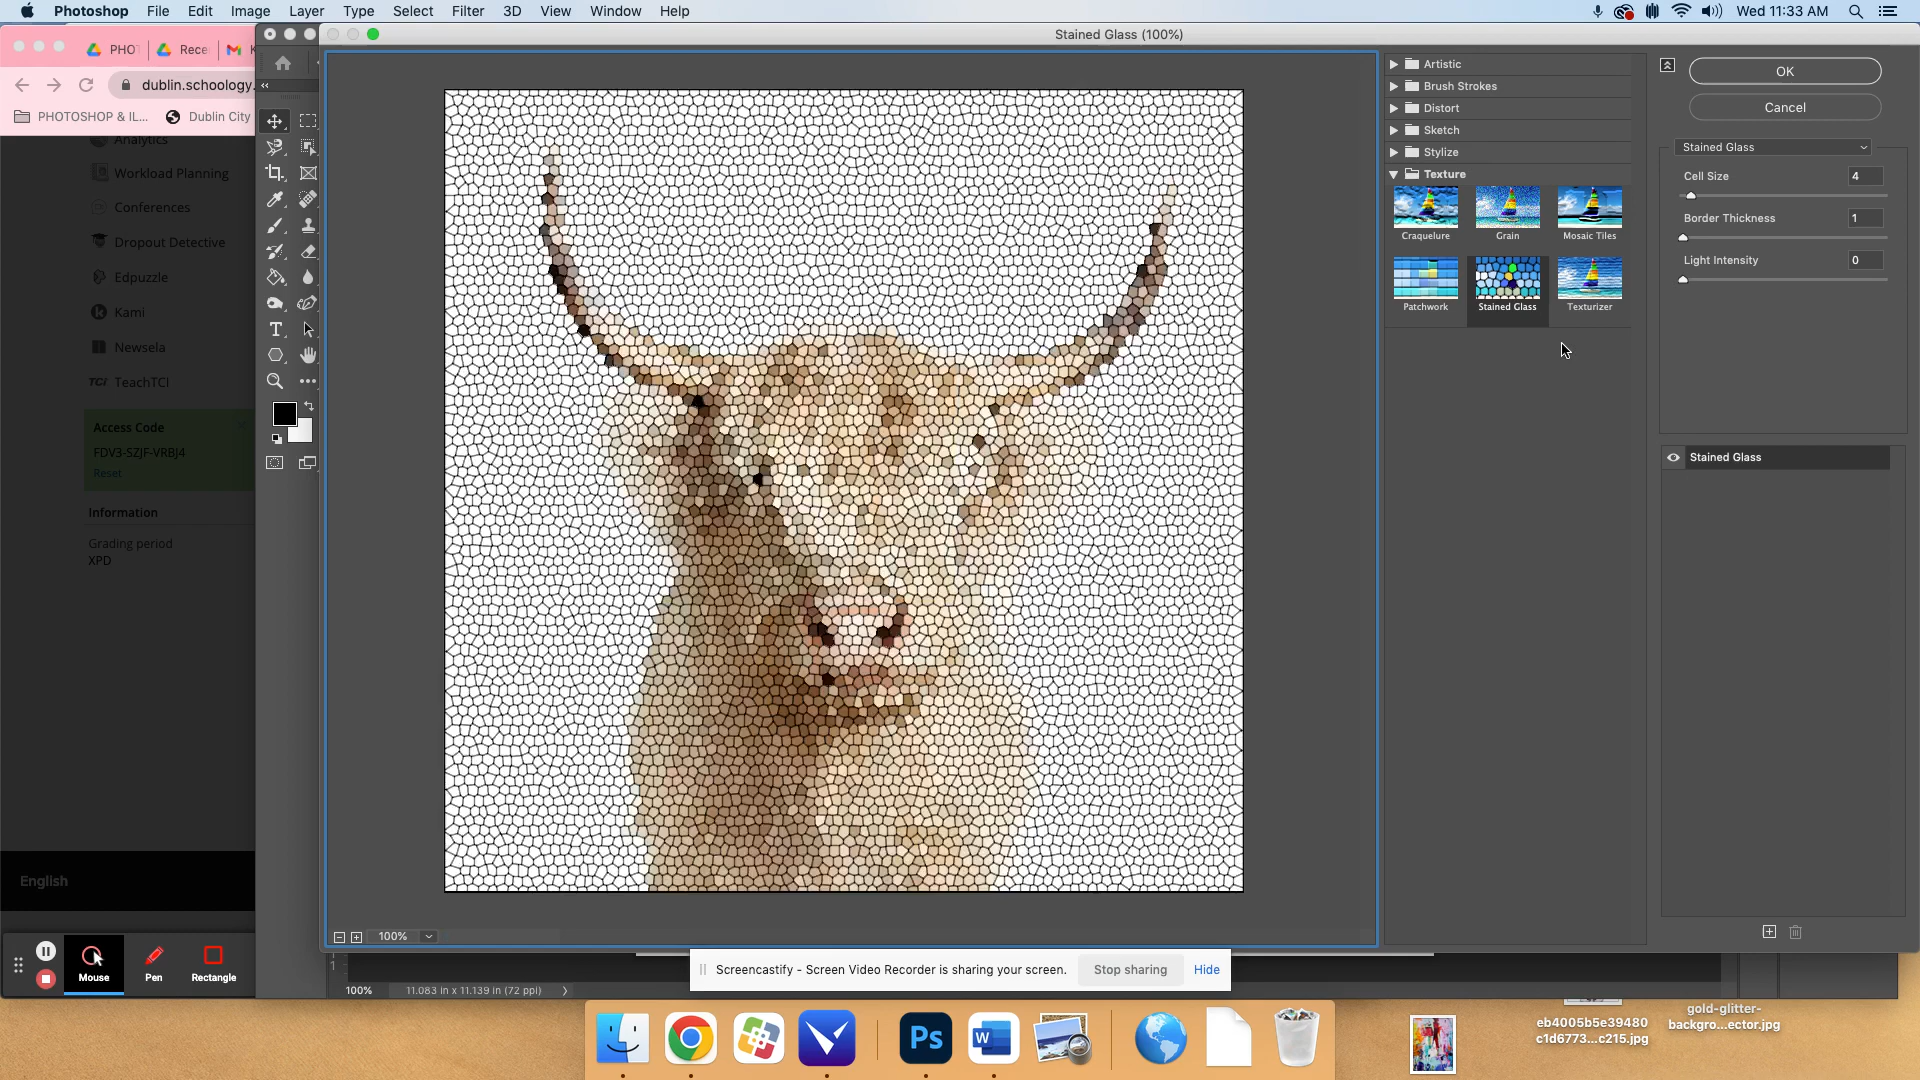 Photoshop File Edit Image Layer Type Select Filter 3D View Window Help
Wed 11:33 AM
Stained Glass (100%)
PHO
Rece
dublin.schoology.
PHOTOSHOP & IL...
Dublin City
Analytics
Workload Planning
Conferences
Dropout Detective
Edpuzzle
Kami
Newsela
TCI TeachTCI
Access Code
FDV3-SZJF-VRBJ4
Reset
Information
Grading period
XPD
English
Mouse
Pen
Rectangle
Artistic
Brush Strokes
Distort
Sketch
Stylize
Texture
Craquelure
Grain
Mosaic Tiles
Patchwork
Stained Glass
Texturizer
OK
Cancel
Stained Glass
Cell Size 4
Border Thickness 1
Light Intensity 0
Stained Glass
100%
1
100% 11.083 in x 11.139 in (72 ppi)
Screencastify - Screen Video Recorder is sharing your screen.
Stop sharing
Hide
Ps
W
eb4005b5e39480
c1d6773...c215.jpg
gold-glitter-
backgro...ector.jpg